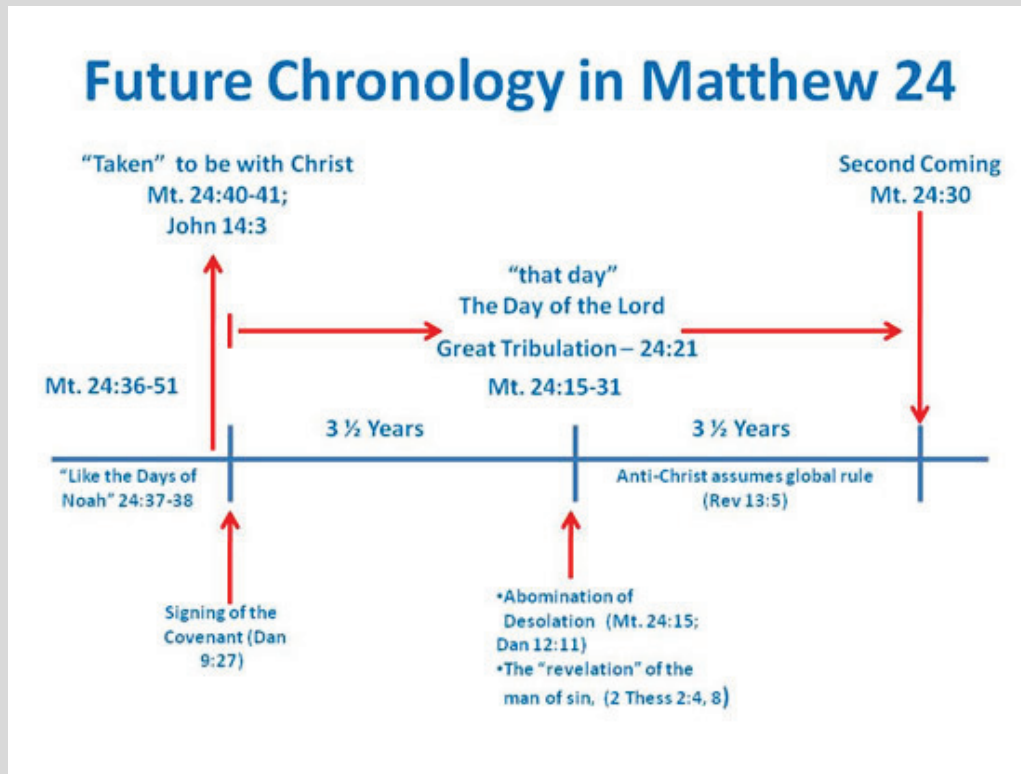 Future Chronology in Matthew 24
“Taken” to be with Christ
Mt. 24:40-41;
John 14:3
Second Coming
Mt. 24:30
“that day”
The Day of the Lord
Great Tribulation – 24:21
Mt. 24:15-31
Mt. 24:36-51
3 ½ Years
3 ½ Years
“Like the Days of
Noah” 24:37-38
Anti-Christ assumes global rule
(Rev 13:5)
Signing of the
Covenant (Dan
9:27)
•Abomination of
Desolation (Mt. 24:15;
Dan 12:11)
•The “revelation” of the
man of sin, (2 Thess 2:4, 8)